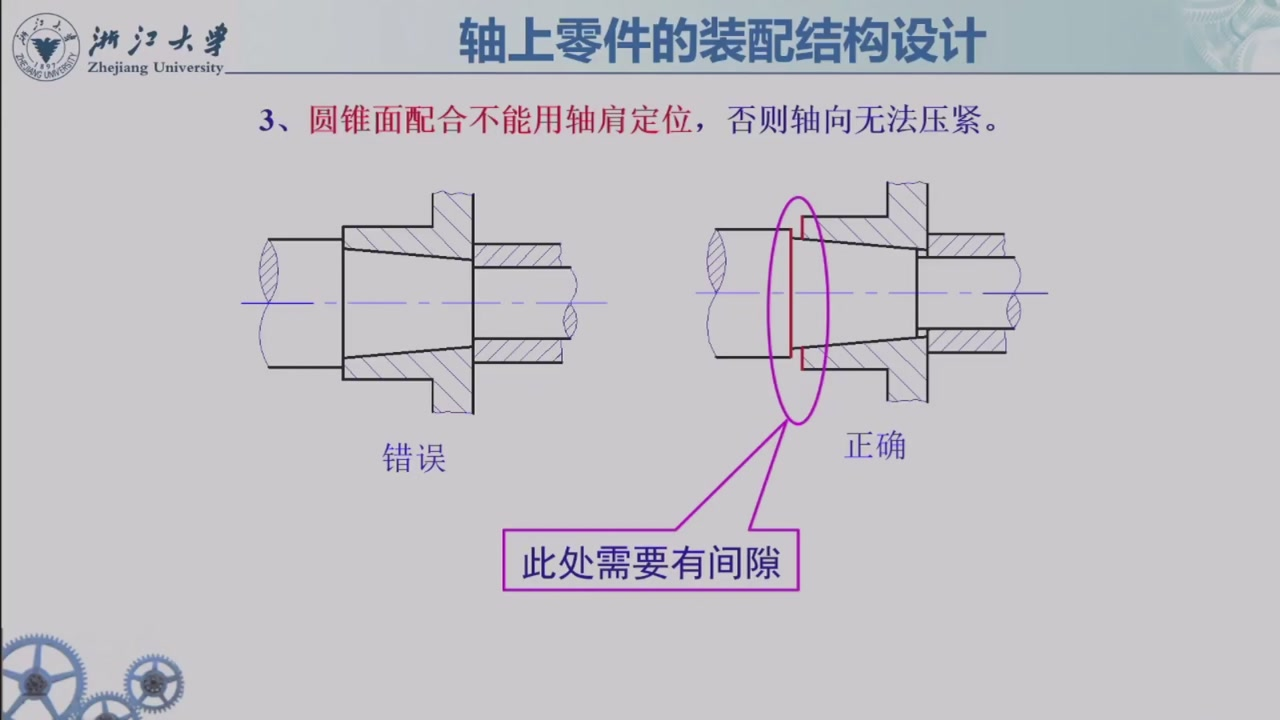 浙江大学
Zhejiang University
轴上零件的装配结构设计
3、圆锥面配合不能用轴肩定位，否则轴向无法压紧。
错误
正确
此处需要有间隙